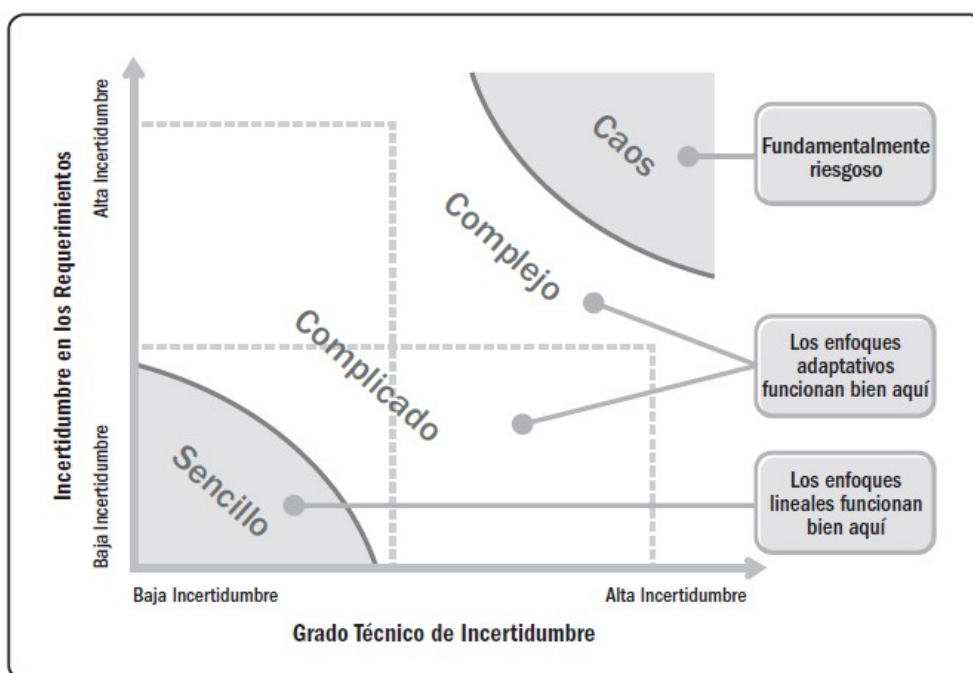 Incertidumbre en los Requerimientos
Alta Incertidumbre
Baja Incertidumbre
Caos
Complejo
Complicado
Sencillo
Fundamentalmente
riesgoso
Los enfoques
adaptativos
funcionan bien aquí
Los enfoques
lineales funcionan
bien aquí
Baja Incertidumbre
Alta Incertidumbre
Grado Técnico de Incertidumbre